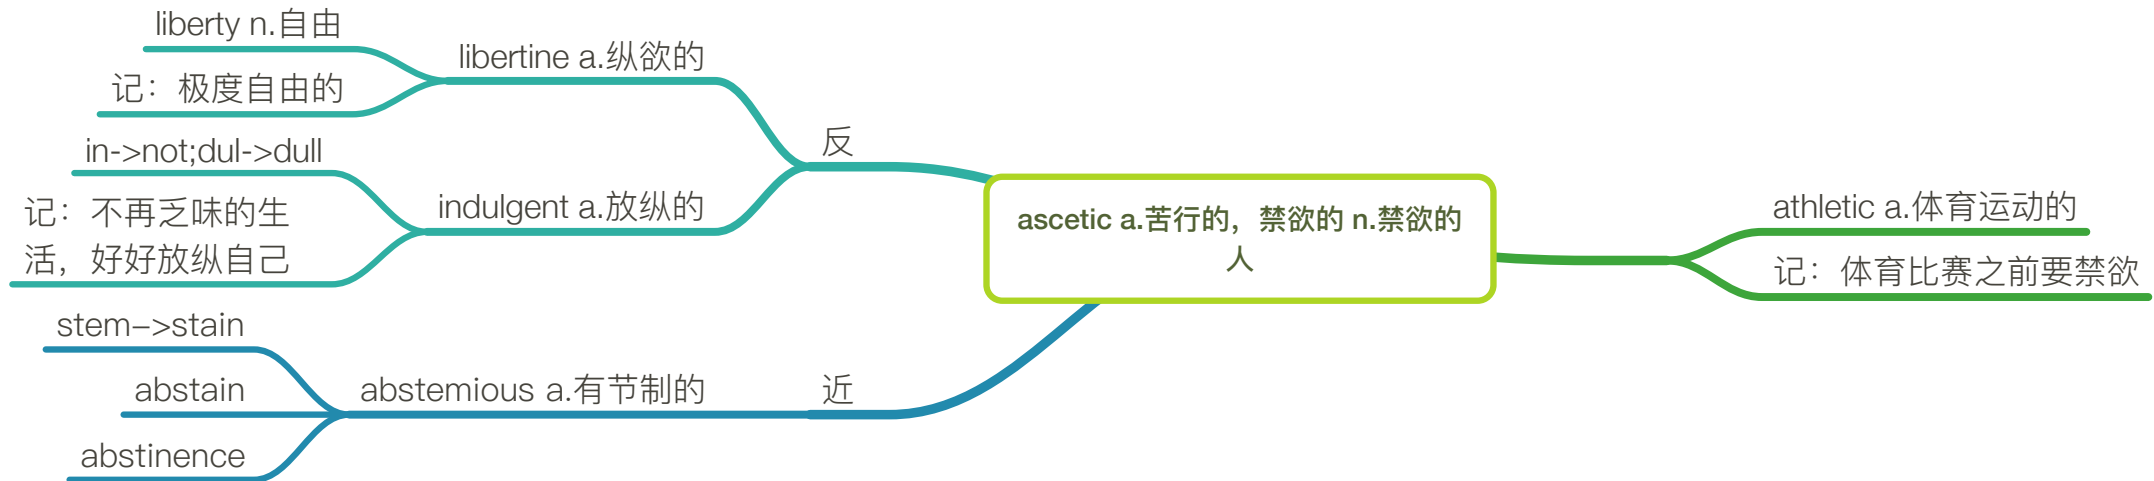 liberty n.自由
libertine a.纵欲的
记：极度自由的
反
in->not;dul->dull
indulgent a.放纵的
记：不再乏味的生
活，好好放纵自己
stem–>stain
abstain
abstemious a.有节制的
近
abstinence
ascetic a.苦行的，禁欲的 n.禁欲的
人
athletic a.体育运动的
记：体育比赛之前要禁欲